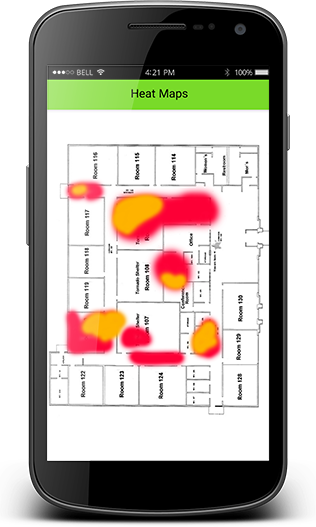 BELL 4:21 PM 100%
Heat Maps
Room 116
Room 115
Room 114
Women's
Restroom
Men's
Room 117
Office
Room 118
Tornado Shelter
Room 108
Conference
Room
Room 119
Shelter
107
Room 130
Room 129
Room 122
Room 123
Room 124
Room 128